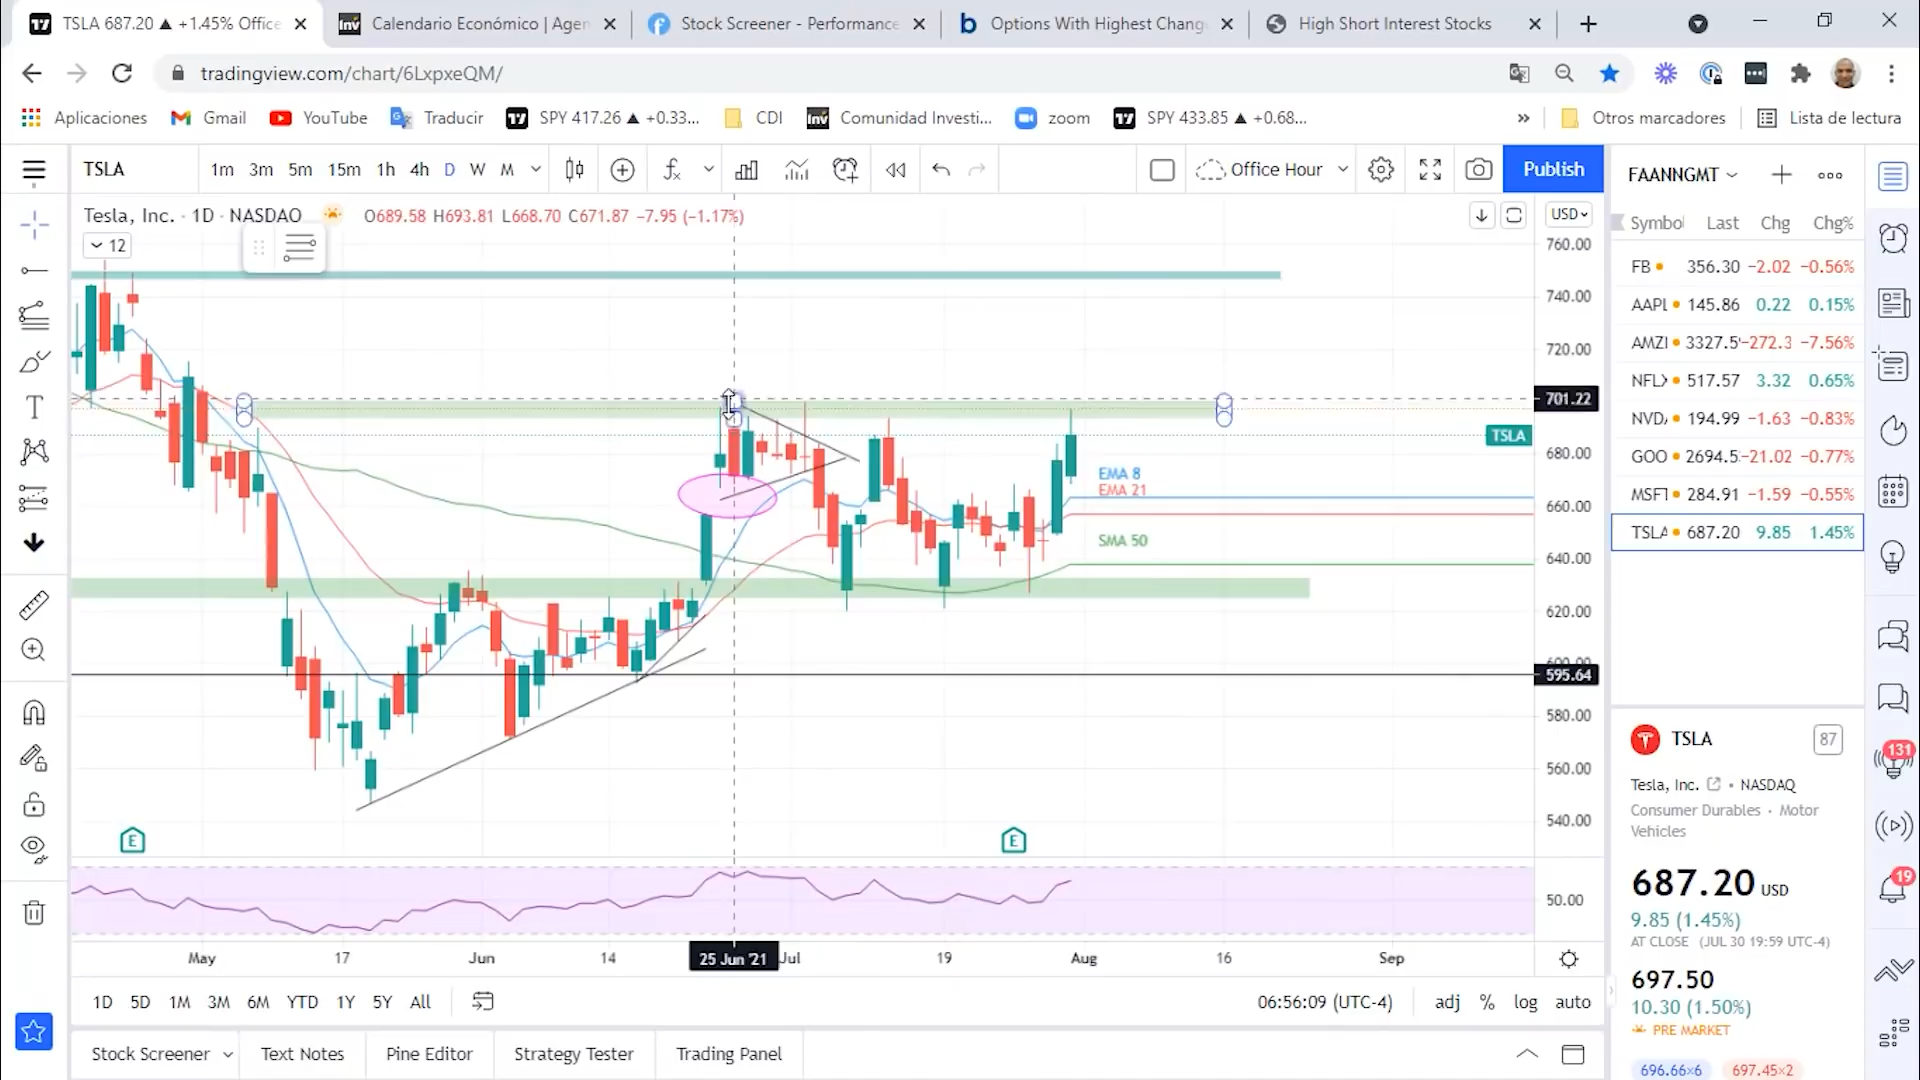 TSLA 687.20 ▲ +1.45% Office
Calendario Económico | Agen
Stock Screener - Performance
Options With Highest Chang
High Short Interest Stocks
tradingview.com/chart/6LxpxeQM/
Aplicaciones
Gmail
YouTube
Traducir
SPY 417.26 ▲ +0.33...
CDI
Comunidad Investi...
zoom
SPY 433.85 ▲ +0.68...
»
Otros marcadores
Lista de lectura
TSLA
1m 3m 5m 15m 1h 4h D W M
Office Hour
Publish
FAANNGMT
Tesla, Inc. · 1D · NASDAQ
O689.58 H693.81 L668.70 C671.87 −7.95 (−1.17%)
USD
12
Symbo Last Chg Chg%
FB 356.30 −2.02 −0.56%
AAPL 145.86 0.22 0.15%
AMZ 3327.5 −272.3 −7.56%
NFL 517.57 3.32 0.65%
NVD 194.99 −1.63 −0.83%
GOO 2694.5 −21.02 −0.77%
MSF 284.91 −1.59 −0.55%
TSLA 687.20 9.85 1.45%
760.00
740.00
720.00
701.22
TSLA
680.00
660.00
640.00
620.00
600.00
595.64
580.00
560.00
540.00
50.00
EMA 8
EMA 21
SMA 50
E
E
May 17 Jun 14 25 Jun '21 Jul 19 Aug 16 Sep
1D 5D 1M 3M 6M YTD 1Y 5Y All
06:56:09 (UTC-4)
adj % log auto
Stock Screener
Text Notes
Pine Editor
Strategy Tester
Trading Panel
TSLA
87
Tesla, Inc. • NASDAQ
Consumer Durables • Motor
Vehicles
687.20 USD
9.85 (1.45%)
AT CLOSE (JUL 30 19:59 UTC-4)
697.50
10.30 (1.50%)
PRE MARKET
696.66×6
697.45×2
131
19